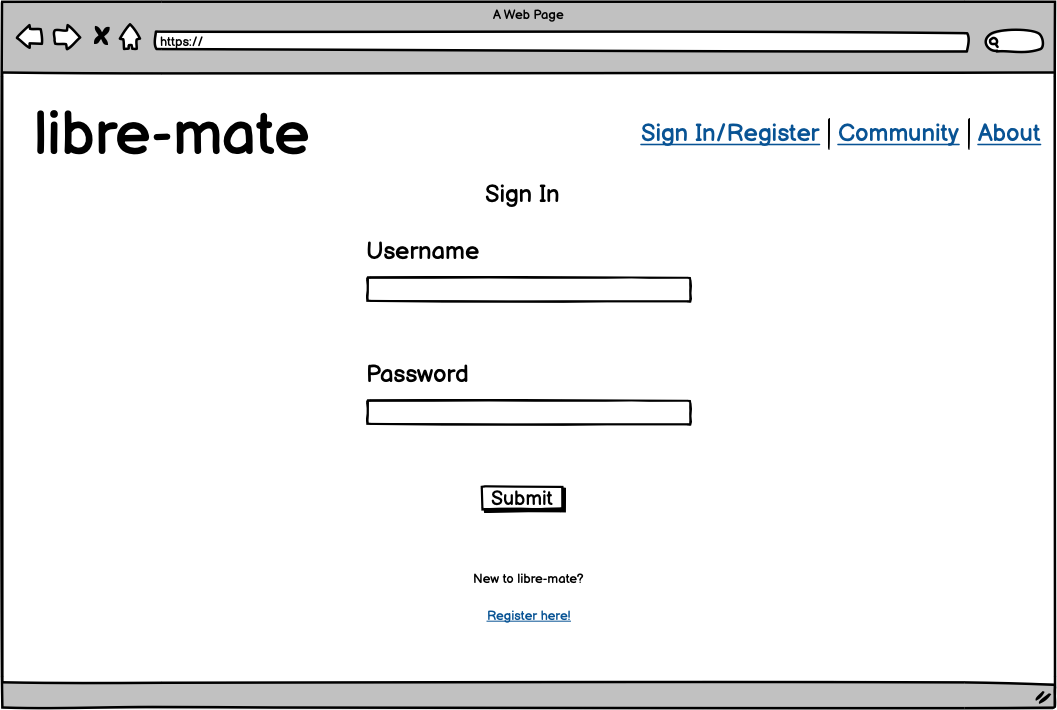 A Web Page
https://
libre-mate
Sign In/Register | Community | About
Sign In
Username
Password
Submit
New to libre-mate?
Register here!